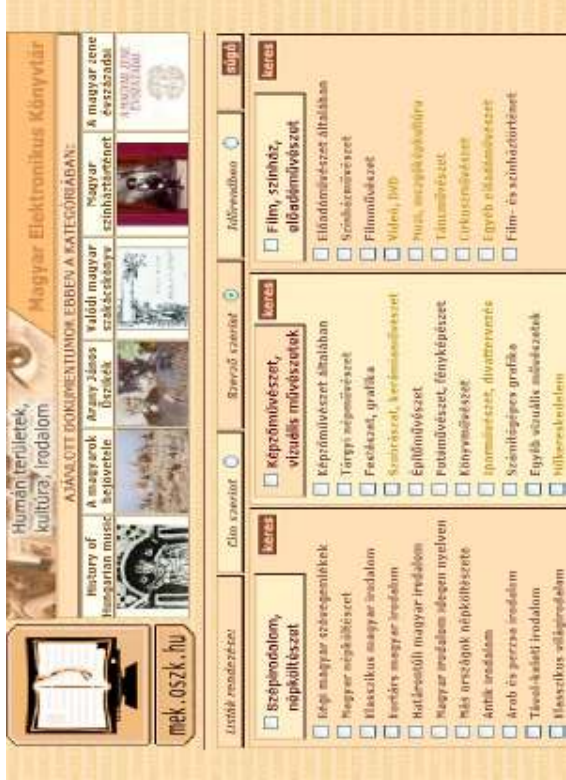 mek.oszk.hu
Humán területek,
kultúra, irodalom
Magyar Elektronikus Könyvtár
AJÁNLOTT DOKUMENTUMOK EBBEN A KATEGÓRIÁBAN:
History of
Hungarian music
A magyarok
bejövetele
Arany János
Őszikék
Valódi magyar
szakácskönyv
Magyar
színháztörténet
A magyar zene
évszázadai
A MAGYAR ZENE
ÉVSZÁZADAI
Listák rendezése:
Cím szerint
Szerző szerint
Időrendben
súgó
Szépirodalom,
népköltészet
keres
Régi magyar szövegemlékek
Magyar népköltészet
Klasszikus magyar irodalom
Kortárs magyar irodalom
Határontúli magyar irodalom
Magyar irodalom idegen nyelven
Más országok népköltészete
Antik irodalom
Arab és perzsa irodalom
Távol-keleti irodalom
Klasszikus világirodalom
Képzőművészet,
vizuális művészetek
keres
Képzőművészet általában
Tárgyi népművészet
Festészet, grafika
Szobrászat, kerámiaművészet
Építőművészet
Fotóművészet, fényképészet
Könyvművészet
Iparművészet, divattervezés
Számítógépes grafika
Egyéb vizuális művészetek
Műkereskedelem
Film, színház,
előadóművészet
keres
Előadóművészet általában
Színházművészet
Filmművészet
Videó, DVD
Mozi, mozgóképkultúra
Táncművészet
Cirkuszművészet
Egyéb előadóművészet
Film- és színháztörténet